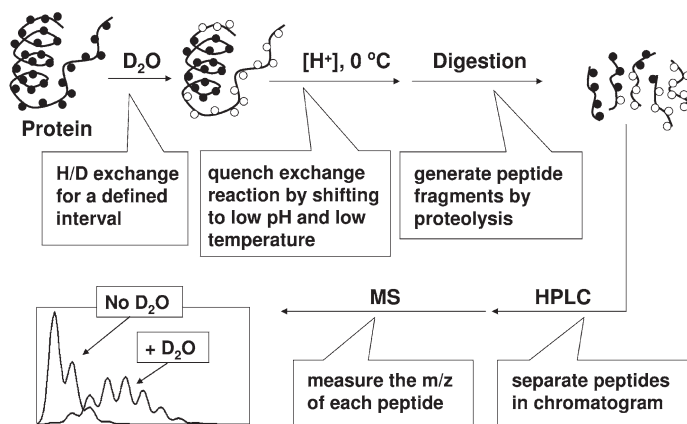 D2O
[H+], 0 ºC
Digestion
Protein
H/D exchange
for a defined
interval
quench exchange
reaction by shifting
to low pH and low
temperature
generate peptide
fragments by
proteolysis
No D2O
+ D2O
MS
HPLC
measure the m/z
of each peptide
separate peptides
in chromatogram